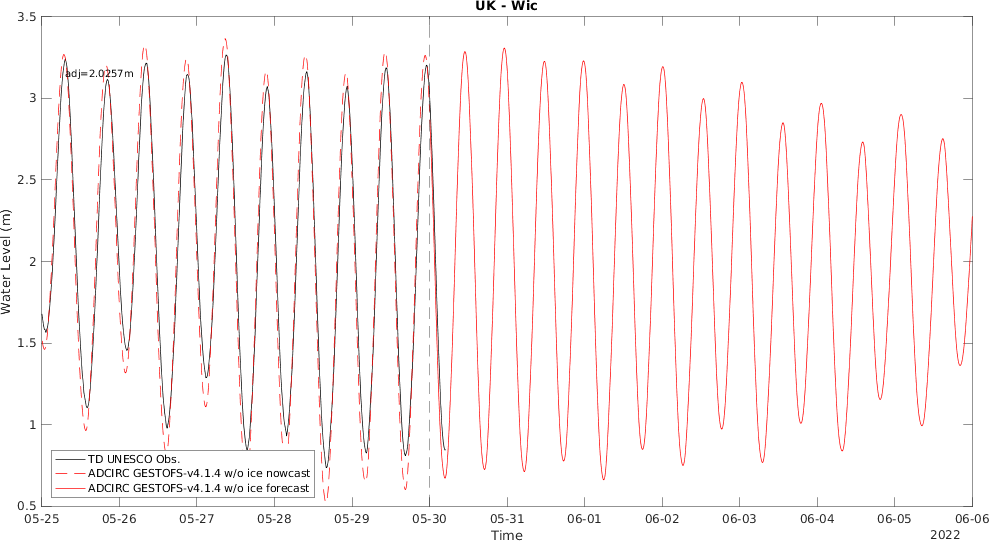 UK - Wic
3.5
3
2.5
2
1.5
1
0.5
Water Level (m)
adj=2.0257m
TD UNESCO Obs.
ADCIRC GESTOFS-v4.1.4 w/o ice nowcast
ADCIRC GESTOFS-v4.1.4 w/o ice forecast
05-25 05-26 05-27 05-28 05-29 05-30 05-31 06-01 06-02 06-03 06-04 06-05 06-06
Time
2022